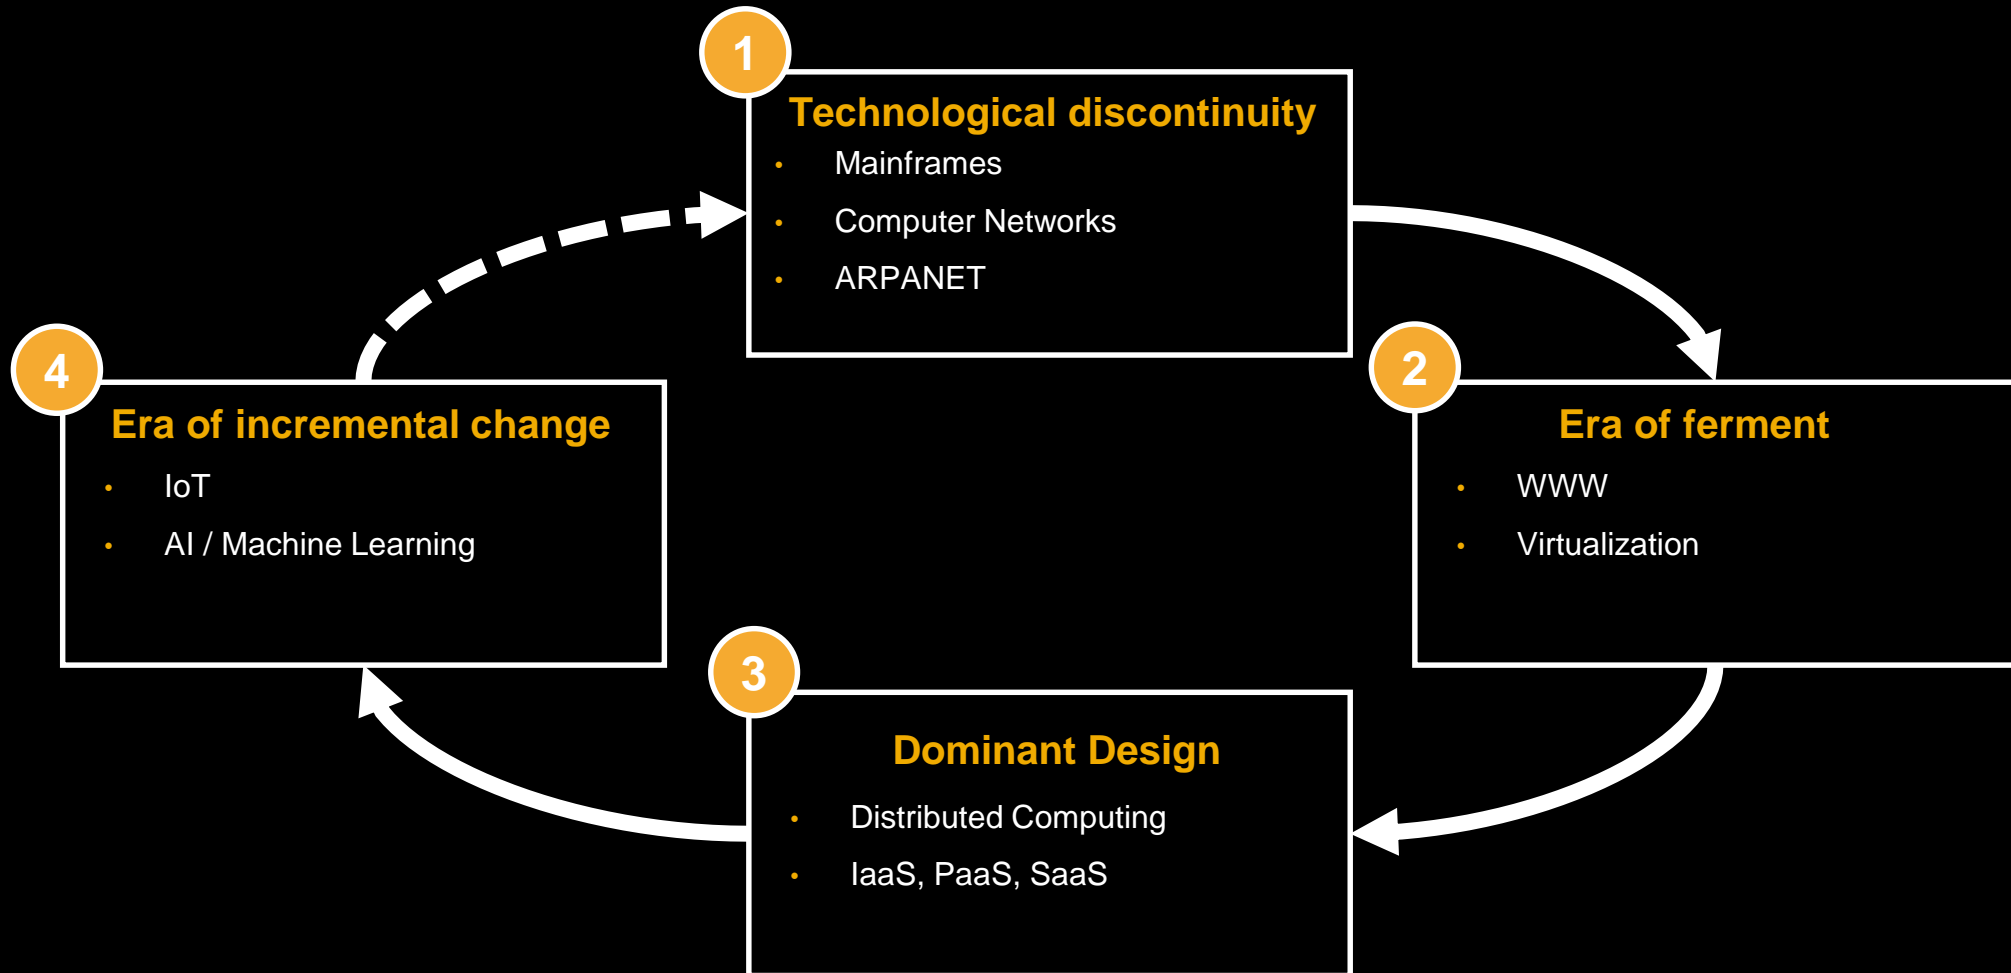 1
Technological discontinuity
• Mainframes
• Computer Networks
• ARPANET
2
Era of ferment
• WWW
• Virtualization
3
Dominant Design
• Distributed Computing
• IaaS, PaaS, SaaS
4
Era of incremental change
• IoT
• AI / Machine Learning